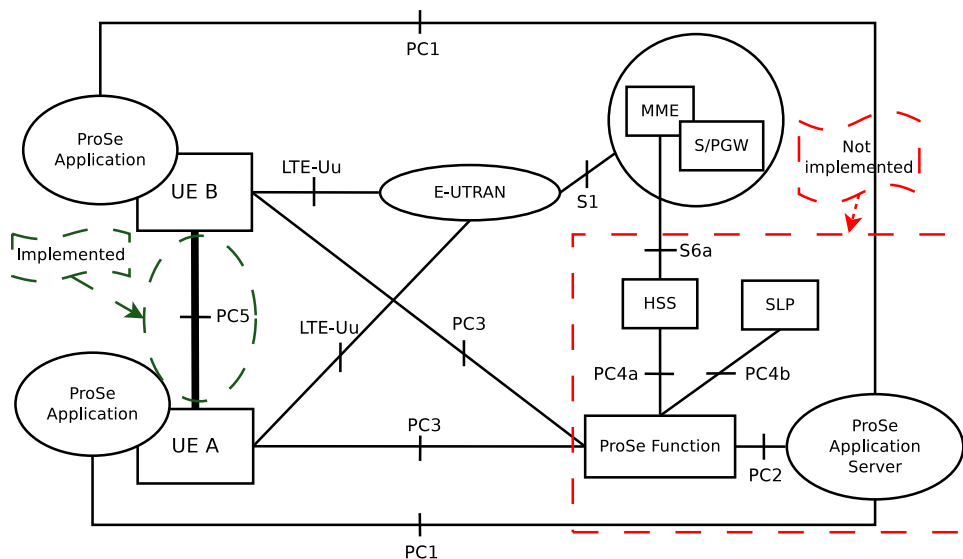 PC1
ProSe
Application
UE B
LTE-Uu
E-UTRAN
S1
MME
S/PGW
Not
implemented
Implemented
PC5
S6a
HSS
SLP
LTE-Uu
PC3
PC4a
PC4b
ProSe
Application
UE A
PC3
ProSe Function
PC2
ProSe
Application
Server
PC1